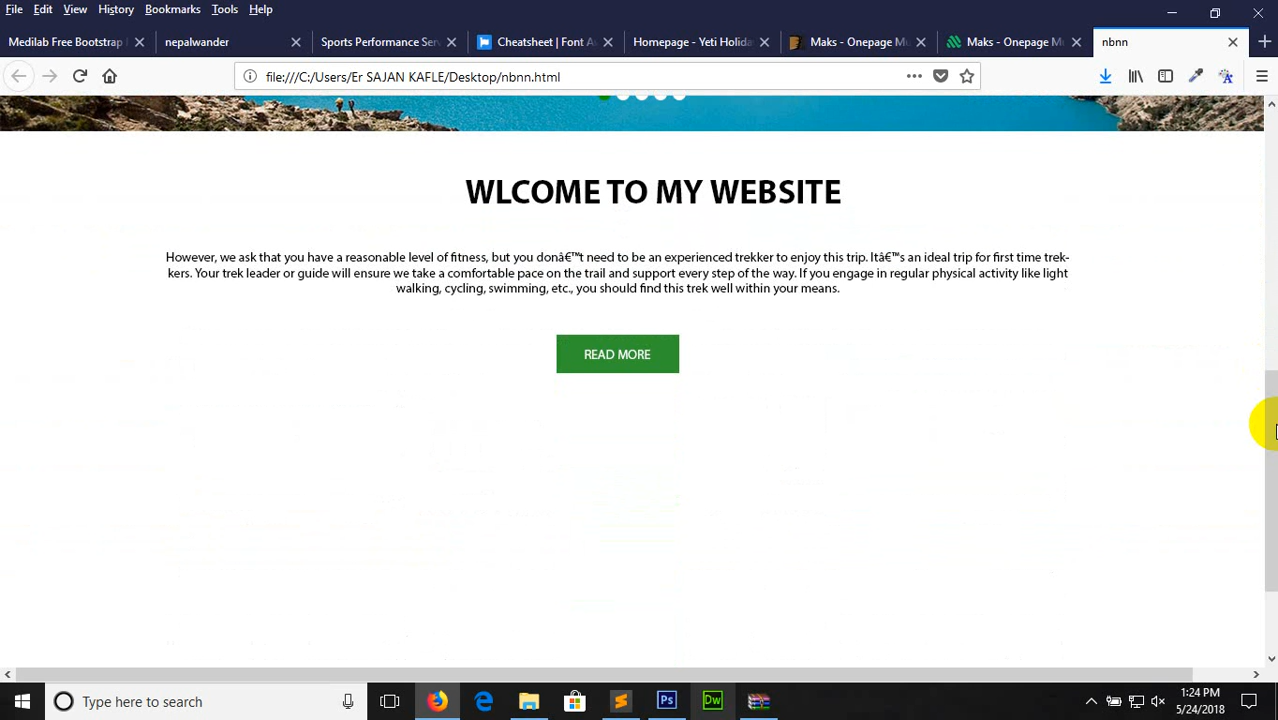 File Edit View History Bookmarks Tools Help
Medilab Free Bootstrap
nepalwander
Sports Performance Ser
Cheatsheet | Font A
Homepage - Yeti Holida
Maks - Onepage Mu
Maks - Onepage M
nbnn
file:///C:/Users/Er SAJAN KAFLE/Desktop/nbnn.html
WLCOME TO MY WEBSITE
However, we ask that you have a reasonable level of fitness, but you donâ€™t need to be an experienced trekker to enjoy this trip. Itâ€™s an ideal trip for first time trek-
kers. Your trek leader or guide will ensure we take a comfortable pace on the trail and support every step of the way. If you engage in regular physical activity like light
walking, cycling, swimming, etc., you should find this trek well within your means.
READ MORE
Type here to search
Ps
Dw
1:24 PM
5/24/2018